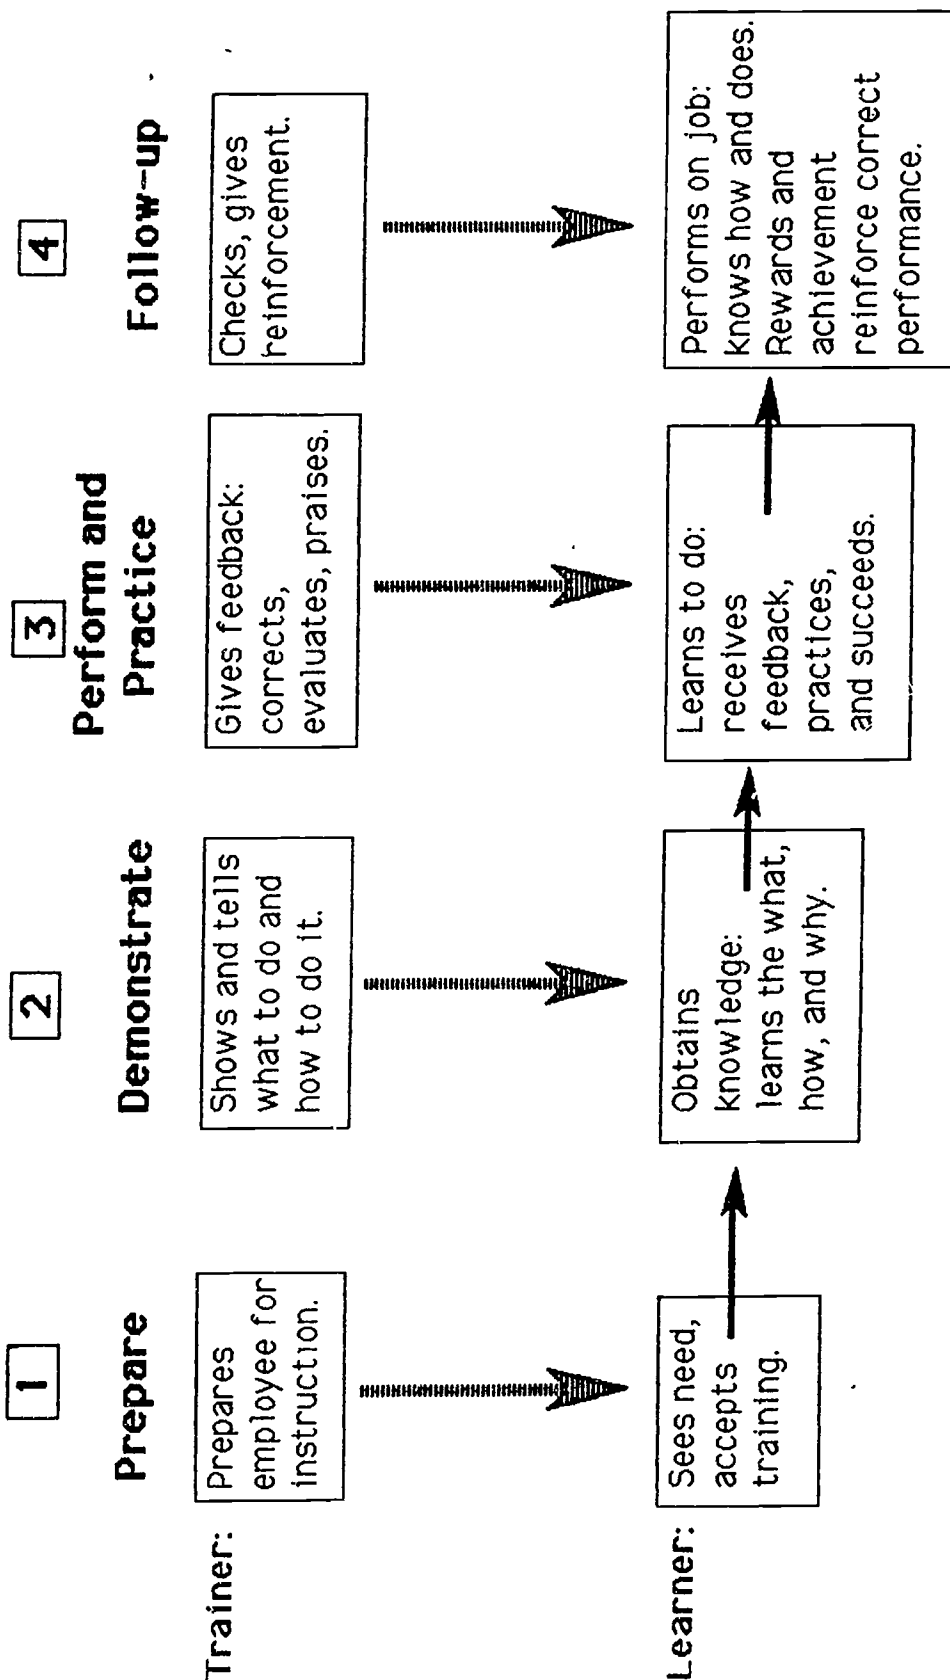 1
Prepare
2
Demonstrate
3
Perform and
Practice
4
Follow-up
Trainer:
Prepares
employee for
instruction.
Shows and tells
what to do and
how to do it.
Gives feedback:
corrects,
evaluates, praises.
Checks, gives
reinforcement.
Learner:
Sees need,
accepts
training.
Obtains
knowledge:
learns the what,
how, and why.
Learns to do:
receives
feedback,
practices,
and succeeds.
Performs on job:
knows how and does.
Rewards and
achievement
reinforce correct
performance.